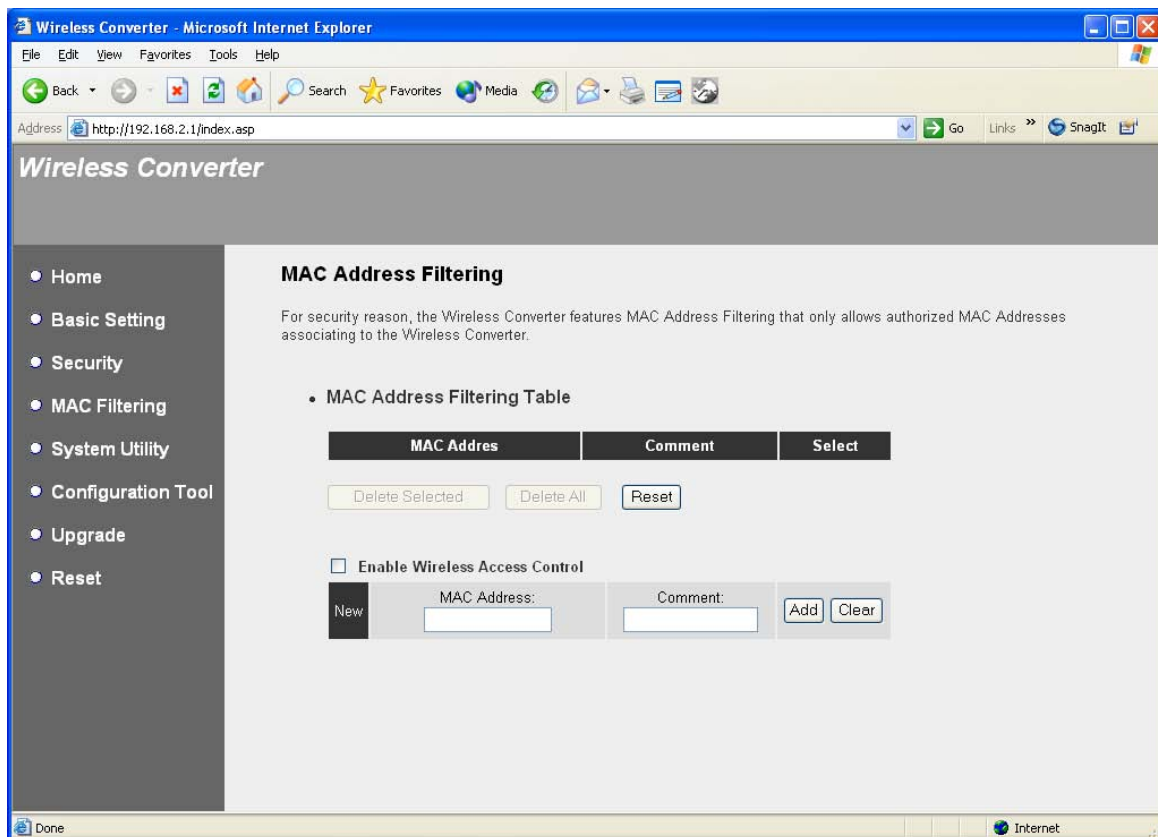 Wireless Converter - Microsoft Internet Explorer
File Edit View Favorites Tools Help
Back Search Favorites Media
Address http://192.168.2.1/index.asp Go Links » SnagIt
Wireless Converter
Home
Basic Setting
Security
MAC Filtering
System Utility
Configuration Tool
Upgrade
Reset
MAC Address Filtering
For security reason, the Wireless Converter features MAC Address Filtering that only allows authorized MAC Addresses
associating to the Wireless Converter.
MAC Address Filtering Table
MAC Addres Comment Select
Delete Selected Delete All Reset
Enable Wireless Access Control
New MAC Address: Comment: Add Clear
Done Internet